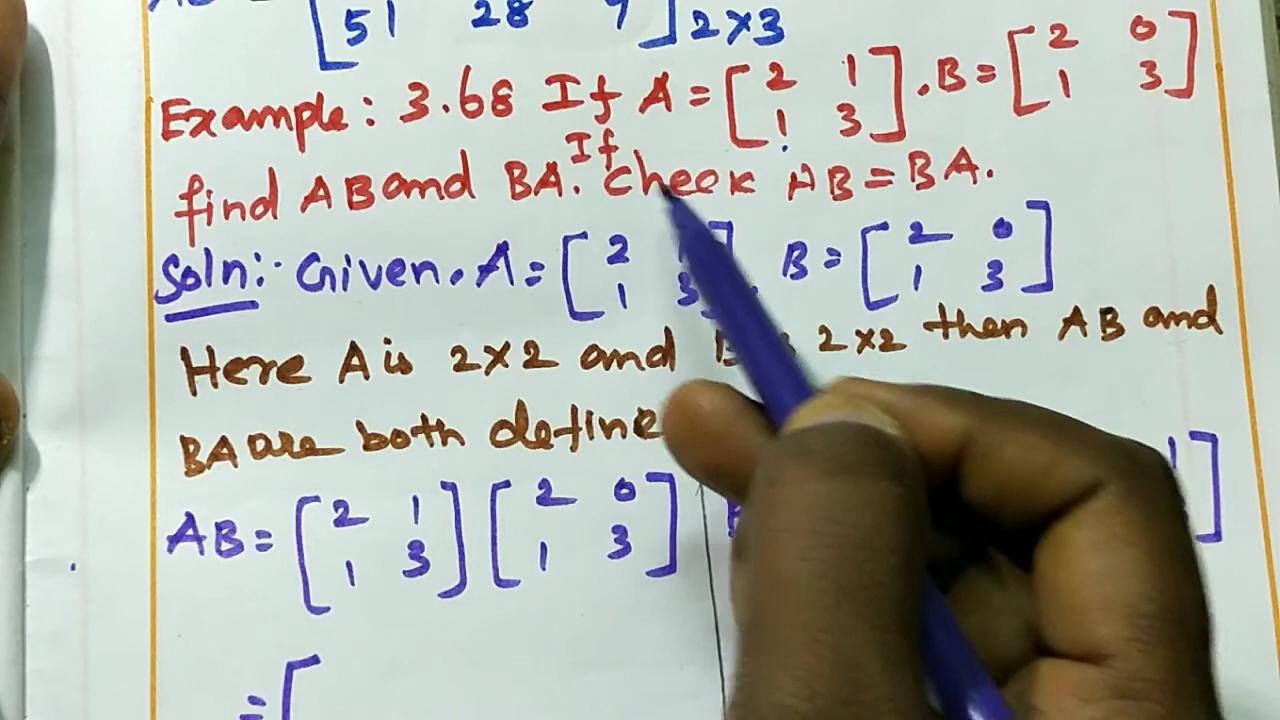 51 28 9 ] 2×3
Example: 3.68 If A = [ 2 1 ] , B = [ 2 0 ]
1 3 1 3
find AB and BA. If check AB = BA.
Soln:- Given. A = [ 2 ] B = [ 2 0 ]
1 3 1 3
Here A is 2×2 and 2×2 then AB and
BA are both define
AB = [ 2 1 ] [ 2 0 ]
1 3 1 3
= [